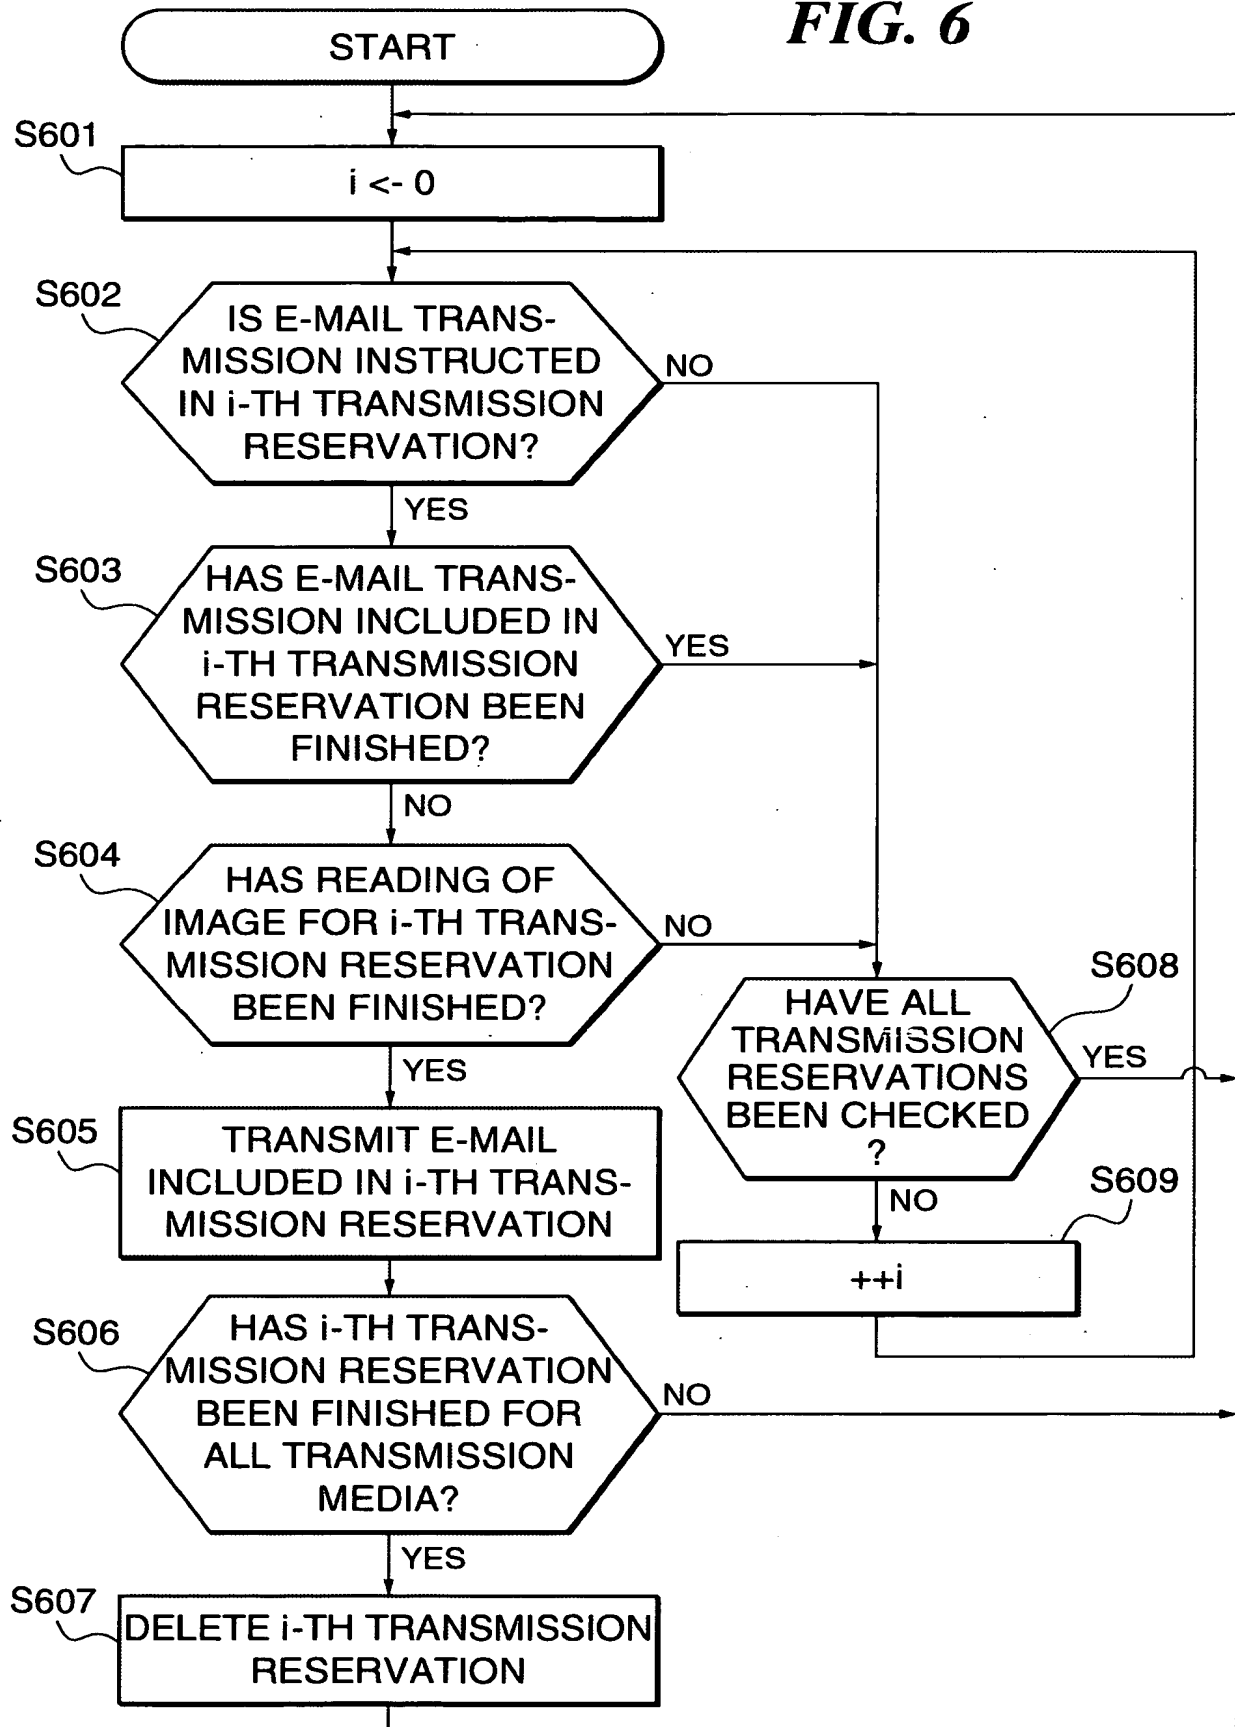 FIG. 6
START
S601
i <- 0
S602
IS E-MAIL TRANS-
MISSION INSTRUCTED
IN i-TH TRANSMISSION
RESERVATION?
NO
YES
S603
HAS E-MAIL TRANS-
MISSION INCLUDED IN
i-TH TRANSMISSION
RESERVATION BEEN
FINISHED?
YES
NO
S604
HAS READING OF
IMAGE FOR i-TH TRANS-
MISSION RESERVATION
BEEN FINISHED?
NO
YES
S608
HAVE ALL
TRANSMISSION
RESERVATIONS
BEEN CHECKED
?
YES
NO
S605
TRANSMIT E-MAIL
INCLUDED IN i-TH TRANS-
MISSION RESERVATION
S609
++i
S606
HAS i-TH TRANS-
MISSION RESERVATION
BEEN FINISHED FOR
ALL TRANSMISSION
MEDIA?
NO
YES
S607
DELETE i-TH TRANSMISSION
RESERVATION